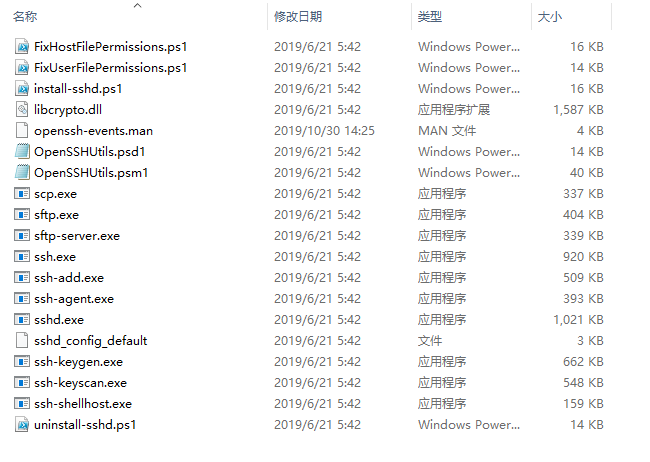 名称 修改日期 类型 大小
FixHostFilePermissions.ps1 2019/6/21 5:42 Windows Power... 16 KB
FixUserFilePermissions.ps1 2019/6/21 5:42 Windows Power... 14 KB
install-sshd.ps1 2019/6/21 5:42 Windows Power... 16 KB
libcrypto.dll 2019/6/21 5:42 应用程序扩展 1,587 KB
openssh-events.man 2019/10/30 14:25 MAN 文件 4 KB
OpenSSHUtils.psd1 2019/6/21 5:42 Windows Power... 14 KB
OpenSSHUtils.psm1 2019/6/21 5:42 Windows Power... 40 KB
scp.exe 2019/6/21 5:42 应用程序 337 KB
sftp.exe 2019/6/21 5:42 应用程序 404 KB
sftp-server.exe 2019/6/21 5:42 应用程序 339 KB
ssh.exe 2019/6/21 5:42 应用程序 920 KB
ssh-add.exe 2019/6/21 5:42 应用程序 509 KB
ssh-agent.exe 2019/6/21 5:42 应用程序 393 KB
sshd.exe 2019/6/21 5:42 应用程序 1,021 KB
sshd_config_default 2019/6/21 5:42 文件 3 KB
ssh-keygen.exe 2019/6/21 5:42 应用程序 662 KB
ssh-keyscan.exe 2019/6/21 5:42 应用程序 548 KB
ssh-shellhost.exe 2019/6/21 5:42 应用程序 159 KB
uninstall-sshd.ps1 2019/6/21 5:42 Windows Power... 14 KB